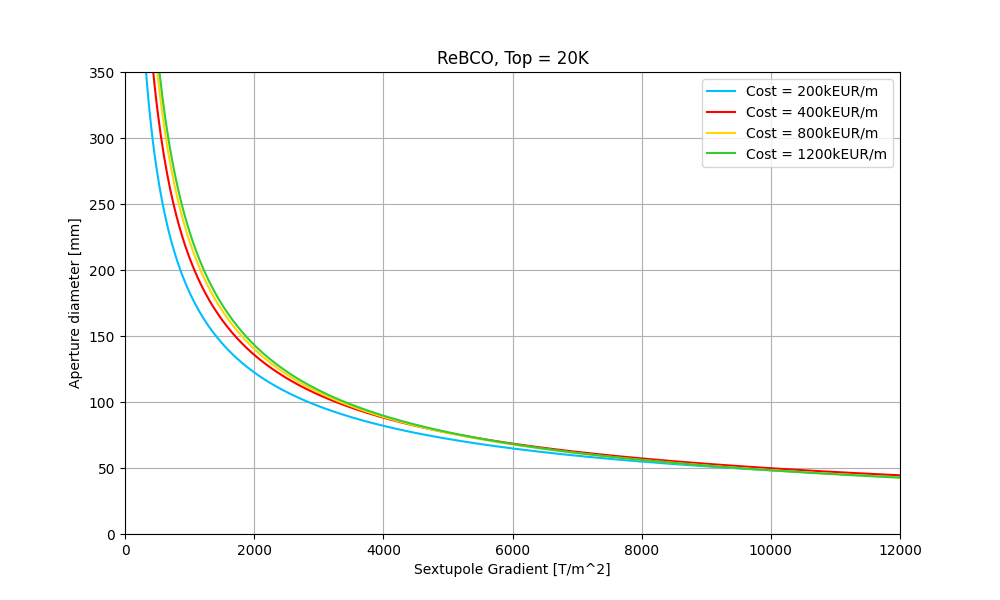 ReBCO, Top = 20K
350
300
250
200
150
100
50
0
Aperture diameter [mm]
Cost = 200kEUR/m
Cost = 400kEUR/m
Cost = 800kEUR/m
Cost = 1200kEUR/m
0 2000 4000 6000 8000 10000 12000
Sextupole Gradient [T/m^2]